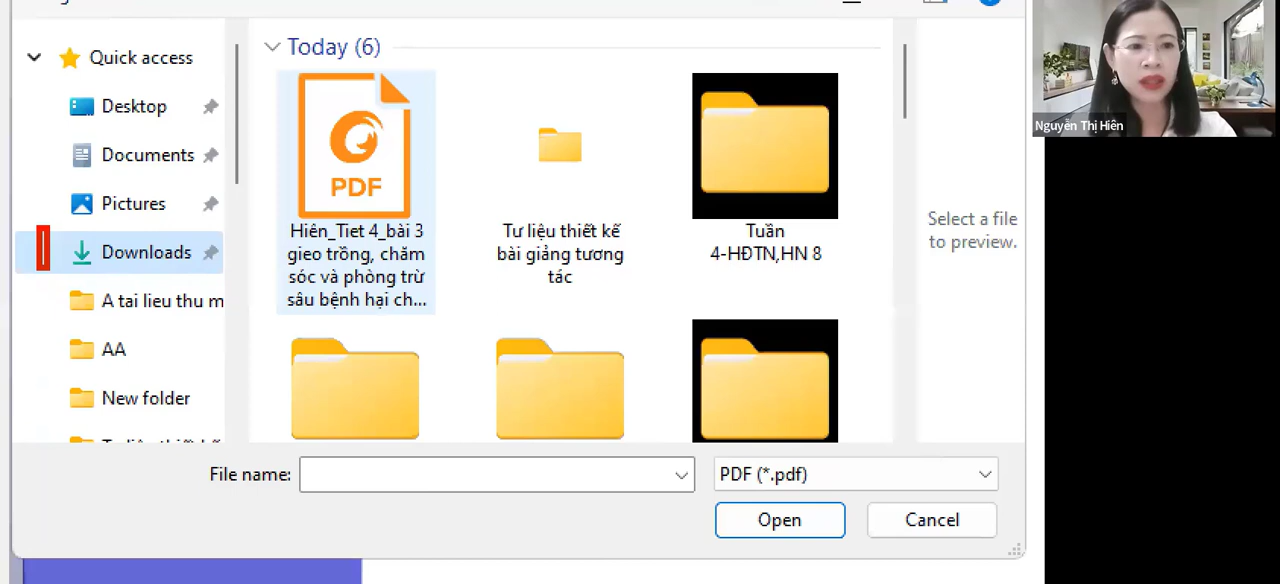 Quick access
Desktop
Documents
Pictures
Downloads
A tai lieu thu m
AA
New folder
Today (6)
PDF
Hiên_Tiet 4_bài 3
gieo trồng, chăm
sóc và phòng trừ
sâu bệnh hại ch...
Tư liệu thiết kế
bài giảng tương
tác
Tuần
4-HĐTN,HN 8
Select a file
to preview.
Nguyễn Thị Hiên
File name:
PDF (*.pdf)
Open
Cancel